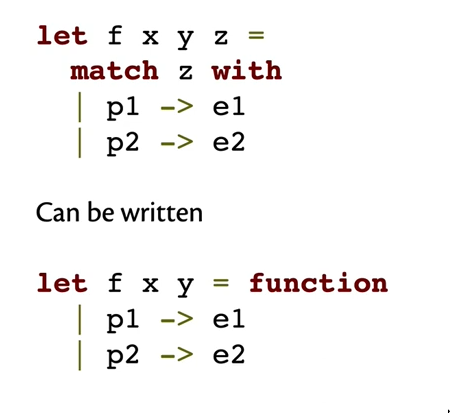 let f x y z =
match z with
| p1 -> e1
| p2 -> e2
Can be written
let f x y = function
| p1 -> e1
| p2 -> e2